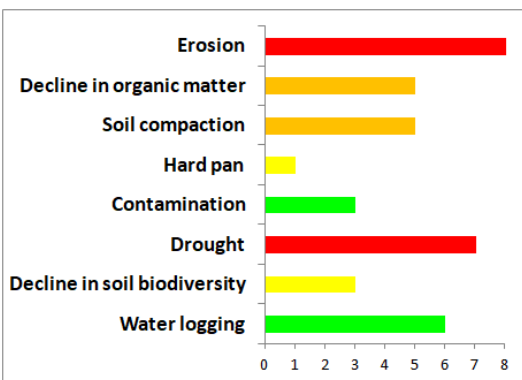 Erosion
Decline in organic matter
Soil compaction
Hard pan
Contamination
Drought
Decline in soil biodiversity
Water logging
0 1 2 3 4 5 6 7 8